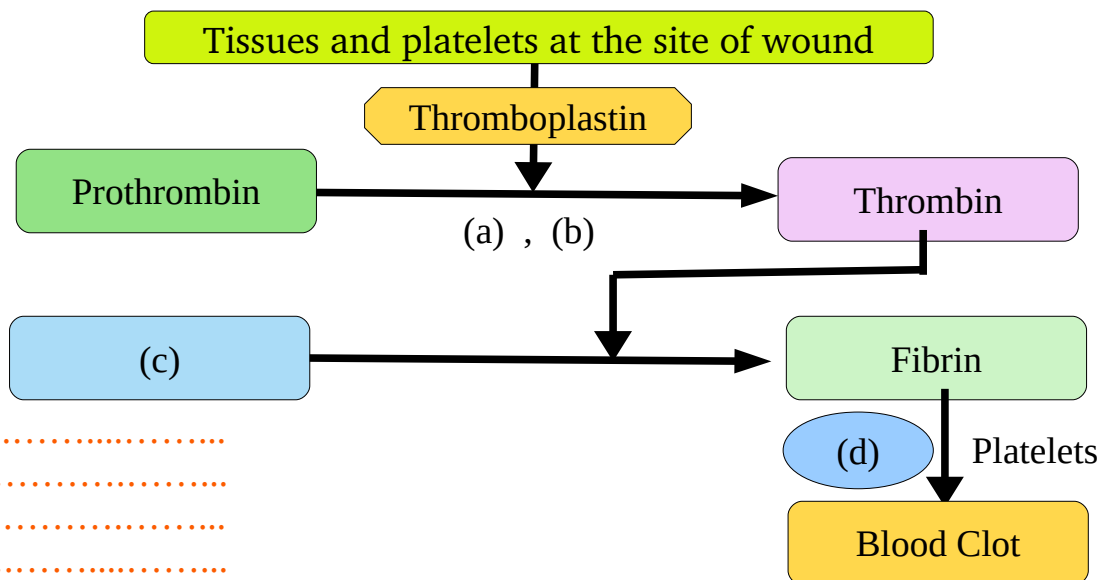 Tissues and platelets at the site of wound
Thromboplastin
Prothrombin
Thrombin
(a) , (b)
(c)
Fibrin
(d)
Platelets
Blood Clot